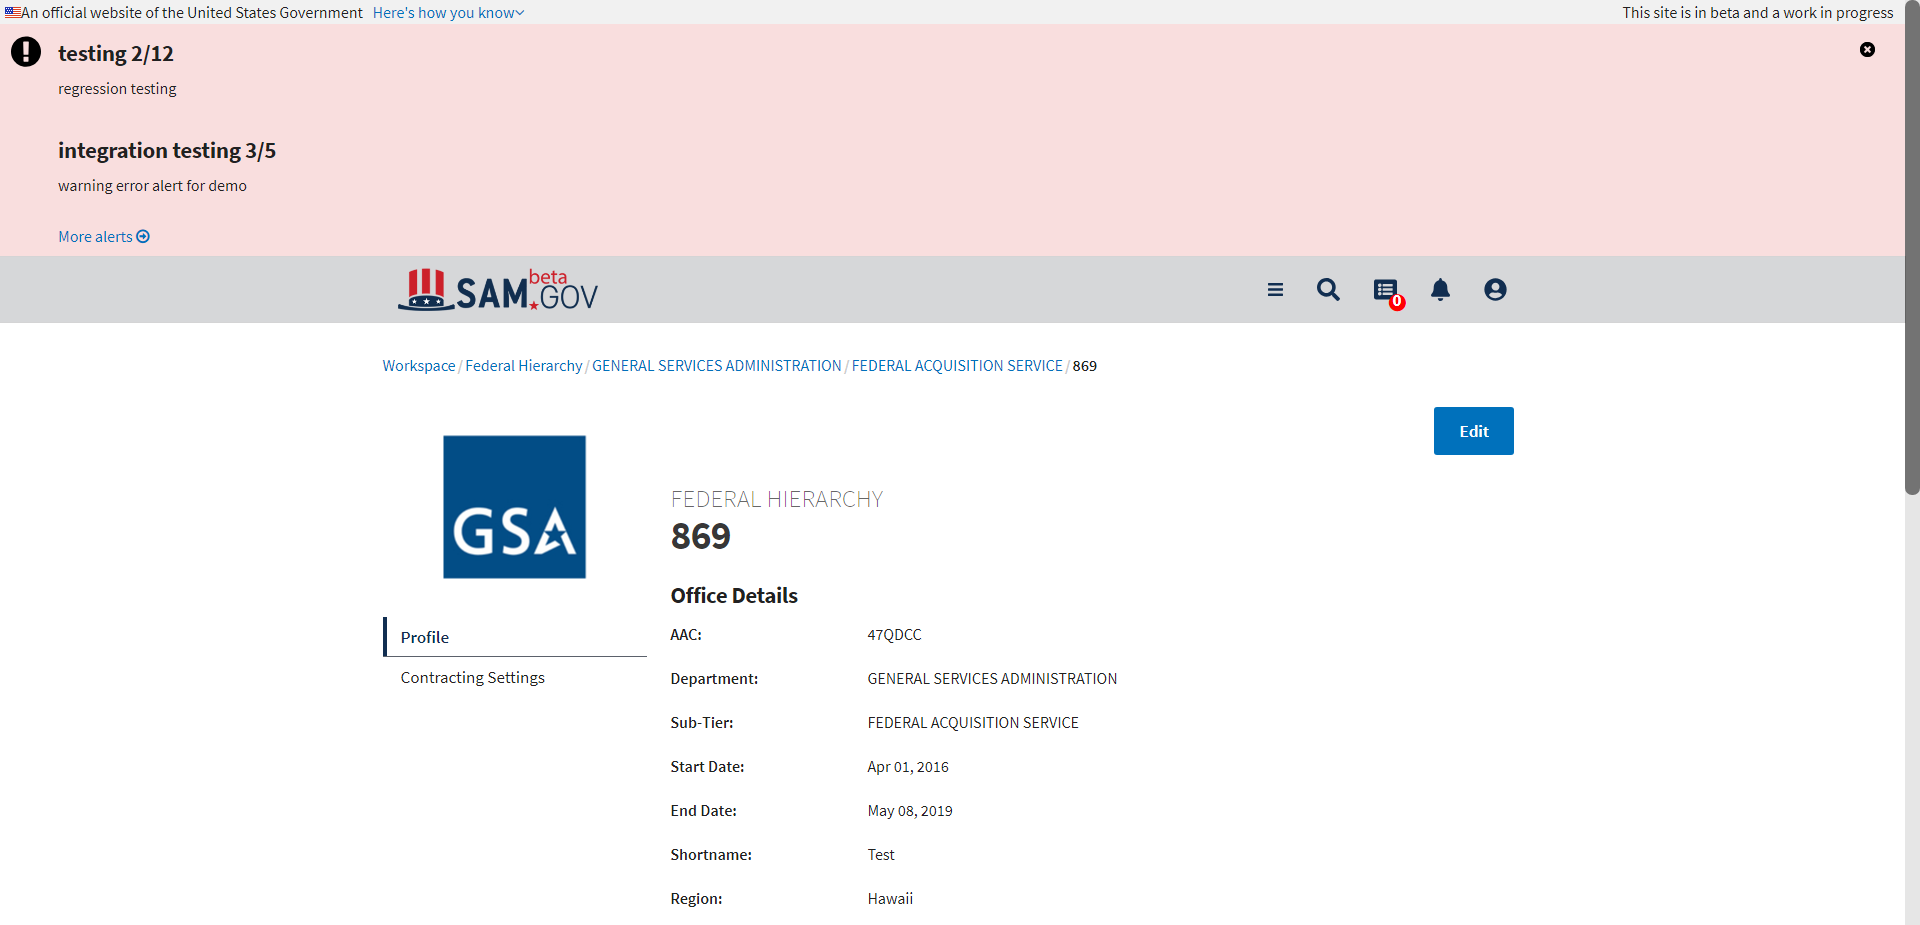 An official website of the United States Government Here's how you know
This site is in beta and a work in progress
testing 2/12
regression testing
integration testing 3/5
warning error alert for demo
More alerts
SAM.GOV beta
0
Workspace / Federal Hierarchy / GENERAL SERVICES ADMINISTRATION / FEDERAL ACQUISITION SERVICE / 869
Edit
GSA
FEDERAL HIERARCHY
869
Profile
Contracting Settings
Office Details
AAC: 47QDCC
Department: GENERAL SERVICES ADMINISTRATION
Sub-Tier: FEDERAL ACQUISITION SERVICE
Start Date: Apr 01, 2016
End Date: May 08, 2019
Shortname: Test
Region: Hawaii